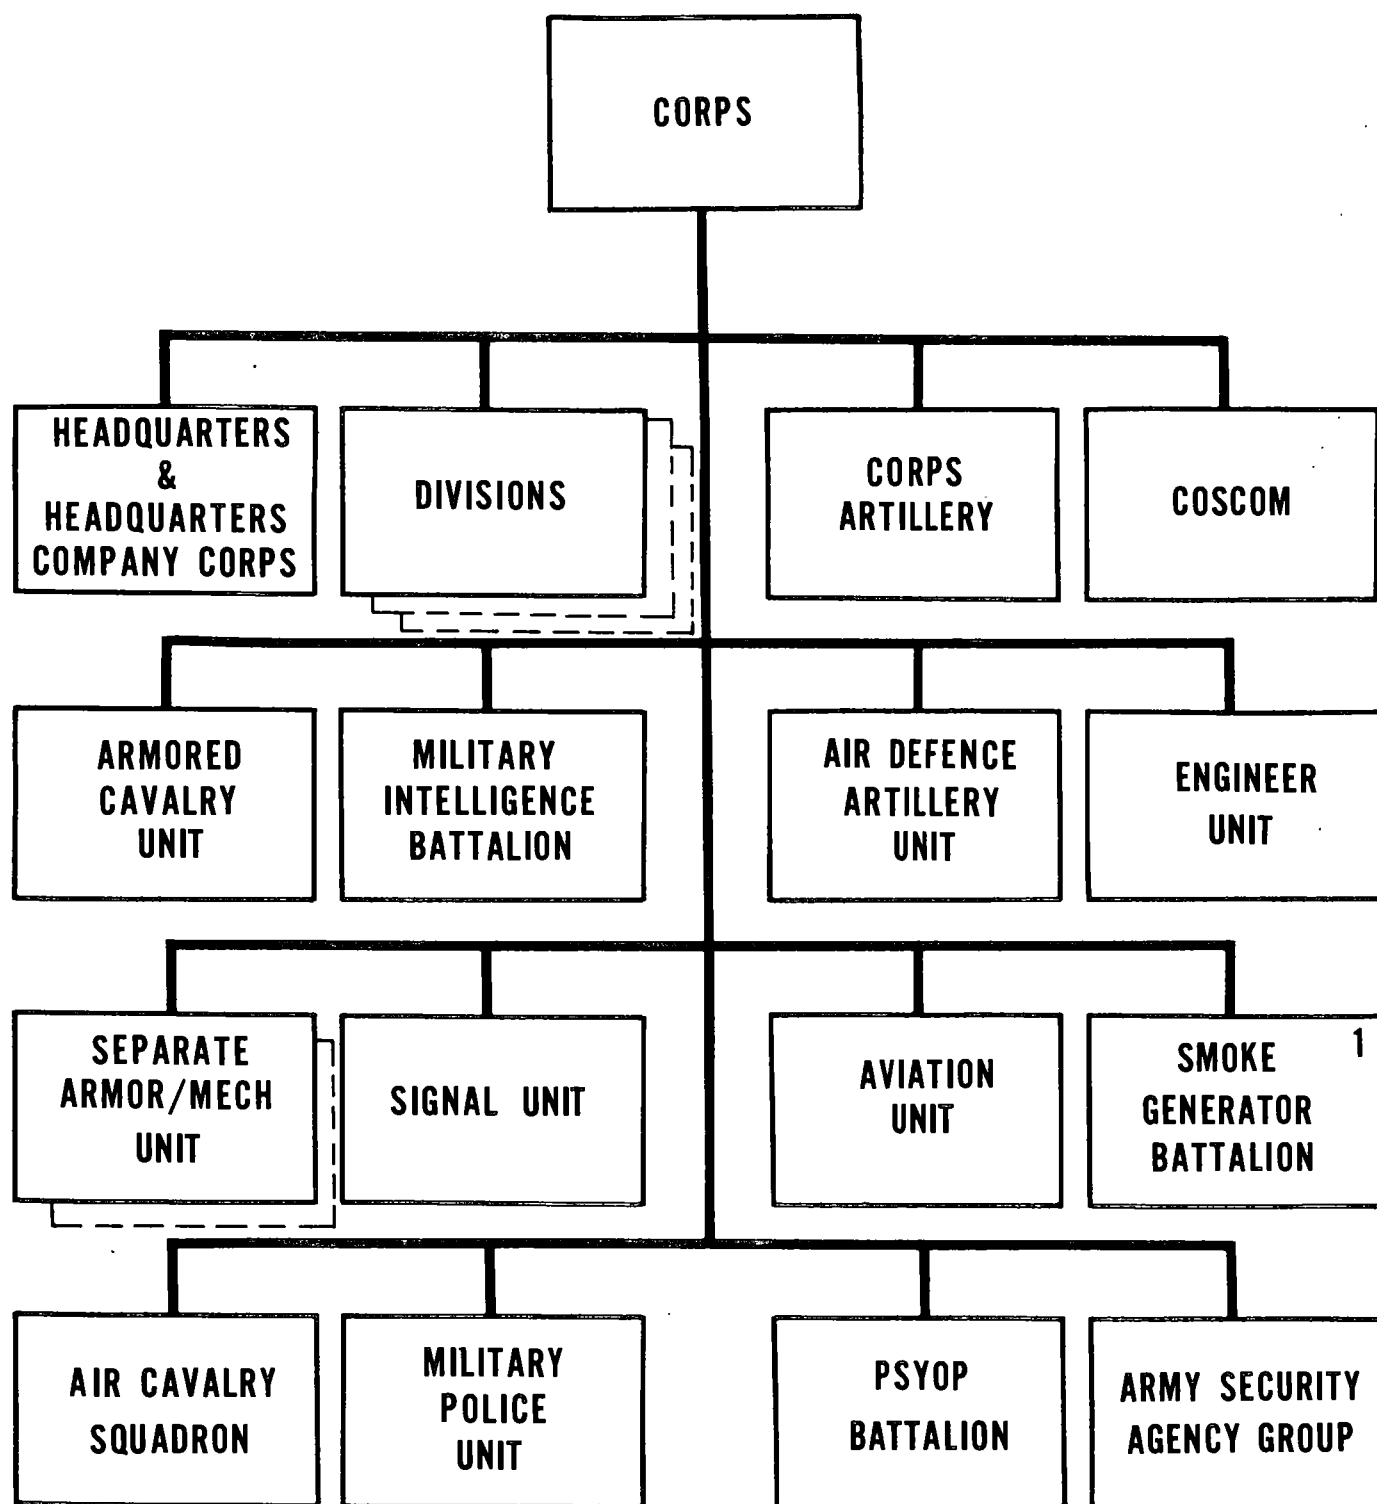 CORPS
HEADQUARTERS
&
HEADQUARTERS
COMPANY CORPS
DIVISIONS
CORPS
ARTILLERY
COSCOM
ARMORED
CAVALRY
UNIT
MILITARY
INTELLIGENCE
BATTALION
AIR DEFENCE
ARTILLERY
UNIT
ENGINEER
UNIT
SEPARATE
ARMOR/MECH
UNIT
SIGNAL UNIT
AVIATION
UNIT
1
SMOKE
GENERATOR
BATTALION
AIR CAVALRY
SQUADRON
MILITARY
POLICE
UNIT
PSYOP
BATTALION
ARMY SECURITY
AGENCY GROUP